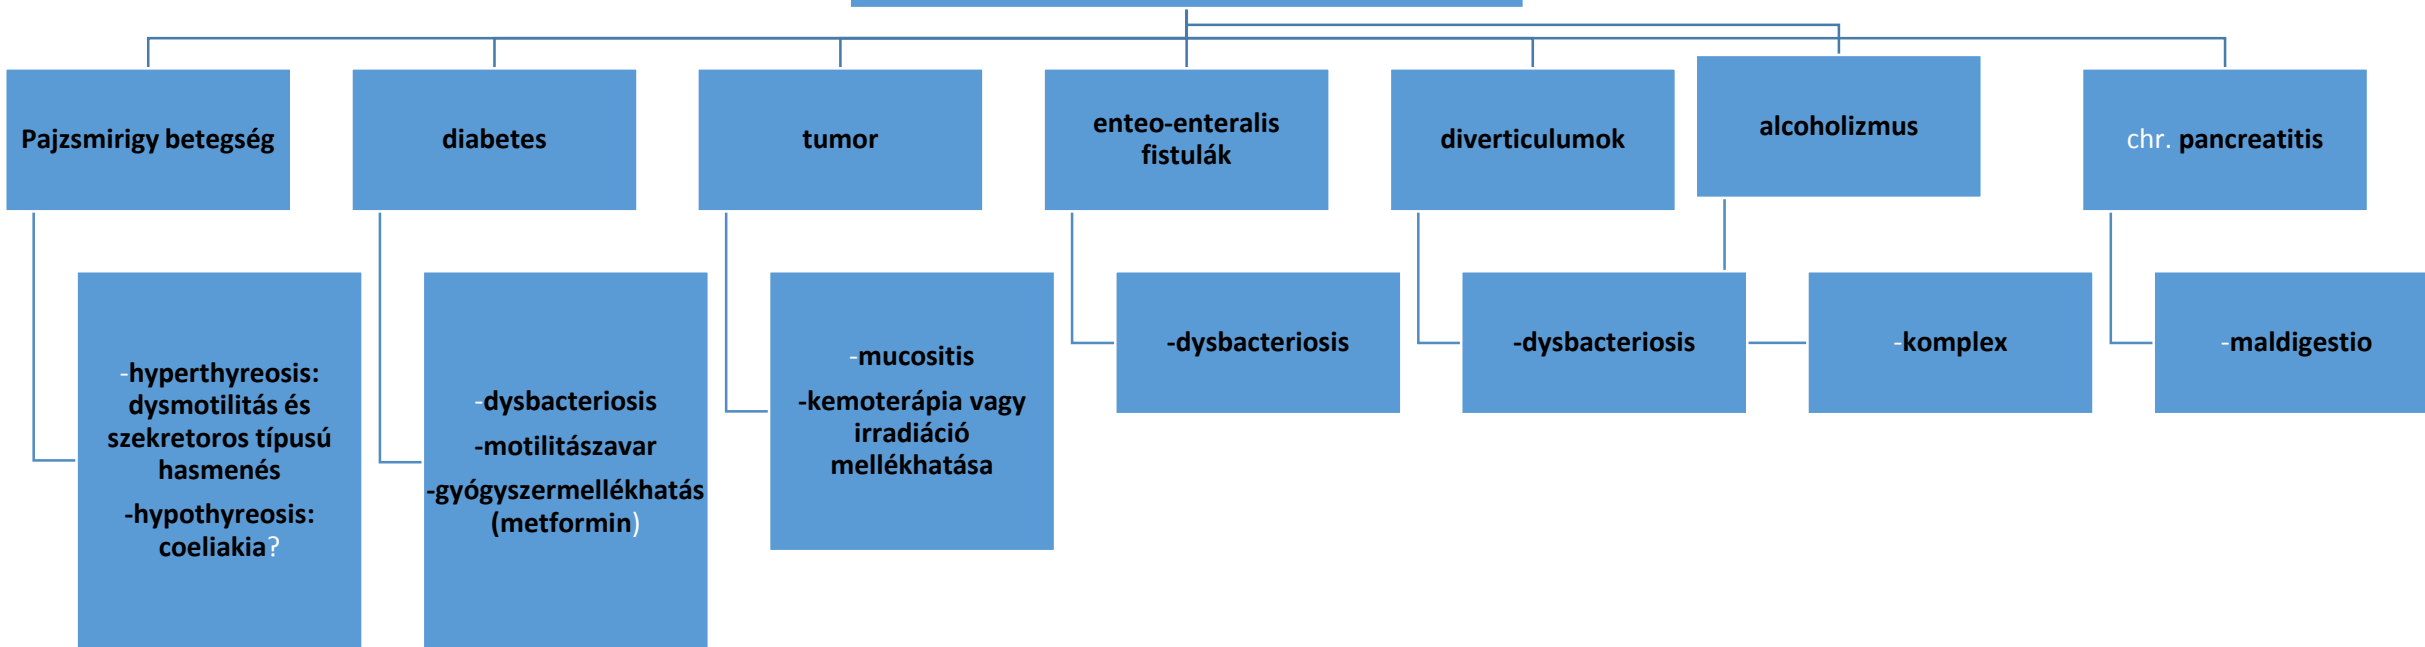 Pajzsmirigy betegség
diabetes
tumor
enteo-enteralis
fistulák
diverticulumok
alcoholizmus
chr. pancreatitis
-hyperthyreosis:
dysmotilitás és
szekretoros típusú
hasmenés
-hypothyreosis:
coeliakia?
-dysbacteriosis
-motilitászavar
-gyógyszermellékhatás
(metformin)
-mucositis
-kemoterápia vagy
irradiáció
mellékhatása
-dysbacteriosis
-dysbacteriosis
-komplex
-maldigestio